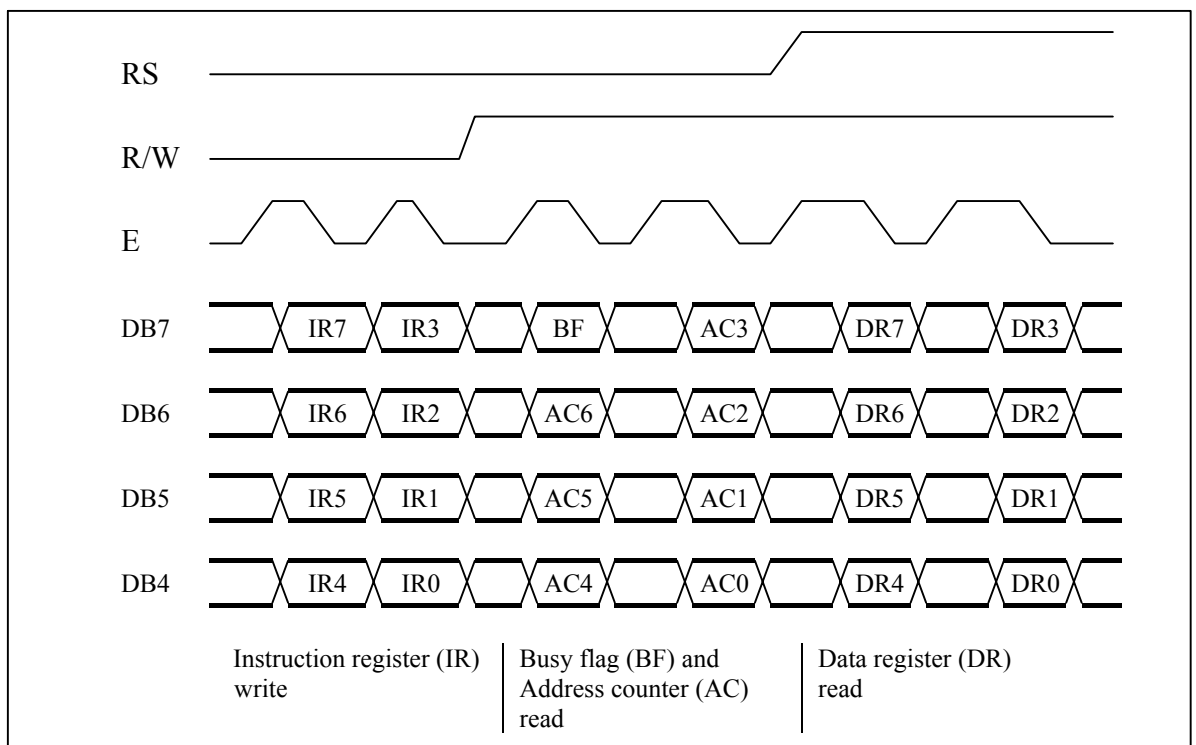 RS
R/W
E
DB7 IR7 IR3 BF AC3 DR7 DR3
DB6 IR6 IR2 AC6 AC2 DR6 DR2
DB5 IR5 IR1 AC5 AC1 DR5 DR1
DB4 IR4 IR0 AC4 AC0 DR4 DR0
Instruction register (IR)
write
Busy flag (BF) and
Address counter (AC)
read
Data register (DR)
read